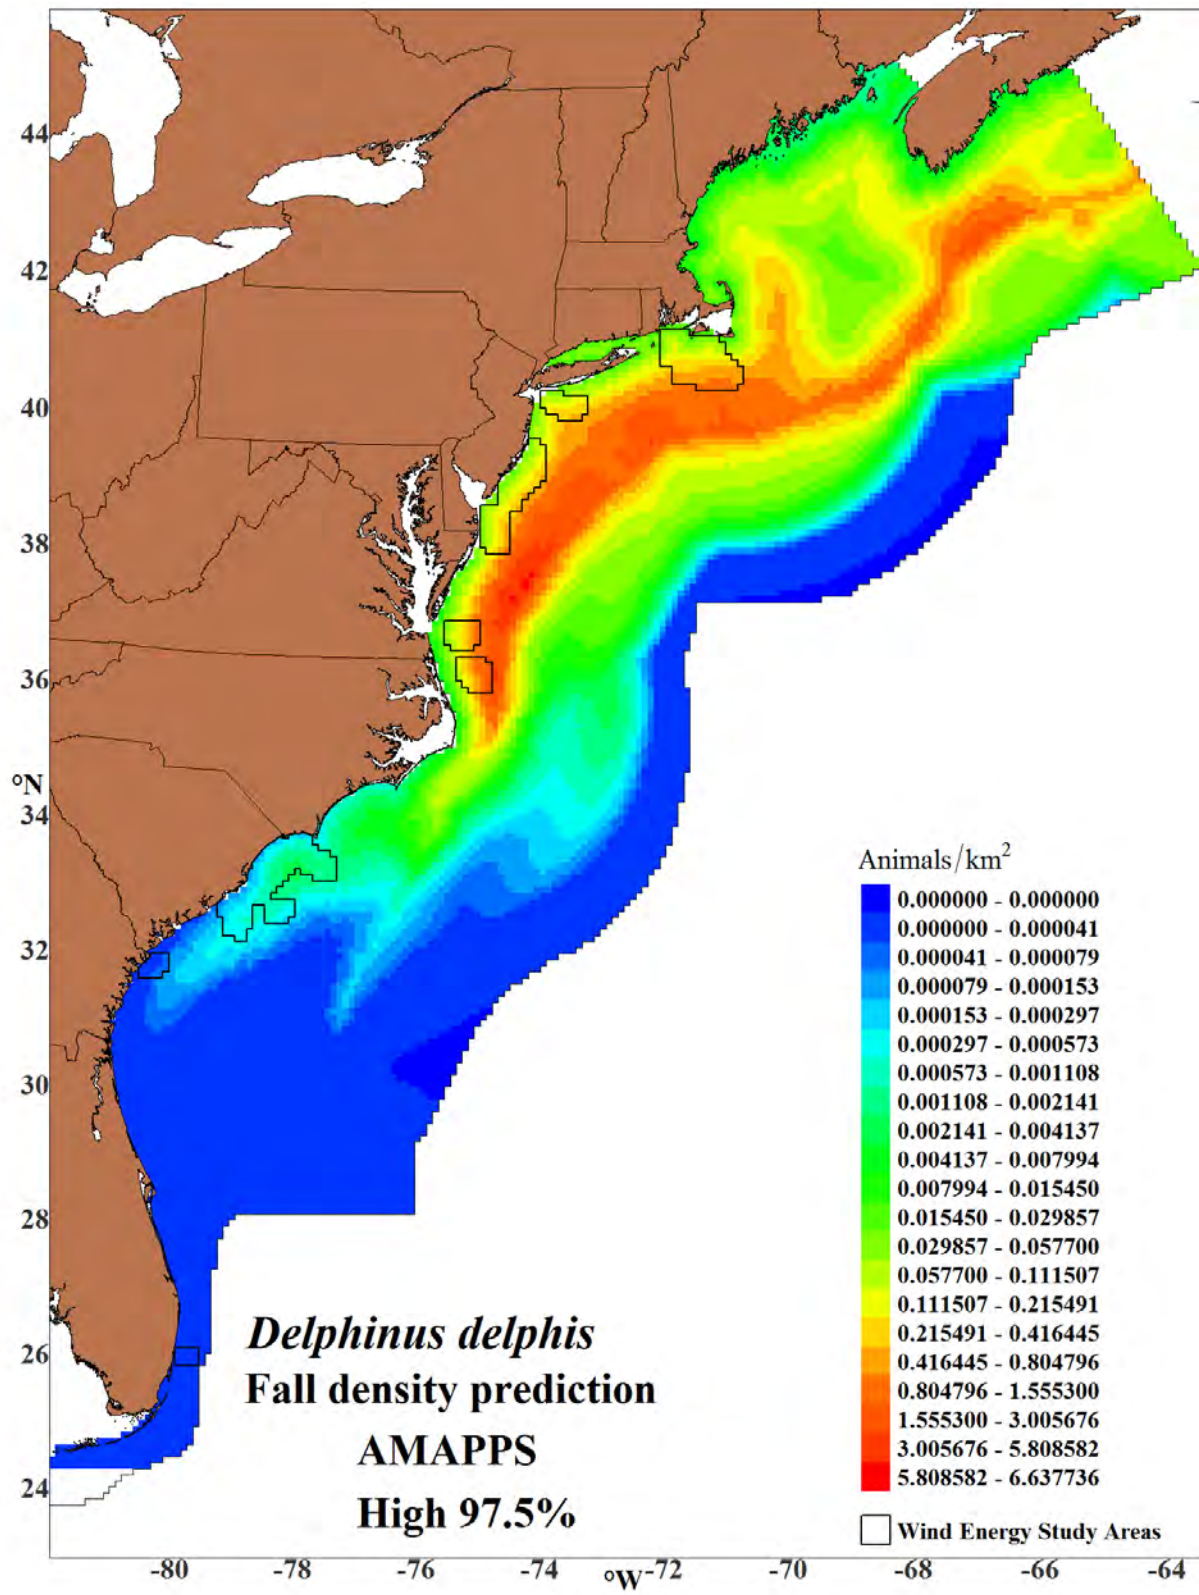 44
42
40
38
36
°N
34
32
30
28
26
24
Animals/km²
0.000000 - 0.000000
0.000000 - 0.000041
0.000041 - 0.000079
0.000079 - 0.000153
0.000153 - 0.000297
0.000297 - 0.000573
0.000573 - 0.001108
0.001108 - 0.002141
0.002141 - 0.004137
0.004137 - 0.007994
0.007994 - 0.015450
0.015450 - 0.029857
0.029857 - 0.057700
0.057700 - 0.111507
0.111507 - 0.215491
0.215491 - 0.416445
0.416445 - 0.804796
0.804796 - 1.555300
1.555300 - 3.005676
3.005676 - 5.808582
5.808582 - 6.637736
Wind Energy Study Areas
Delphinus delphis
Fall density prediction
AMAPPS
High 97.5%
-80 -78 -76 -74 -72 -70 -68 -66 -64
°W